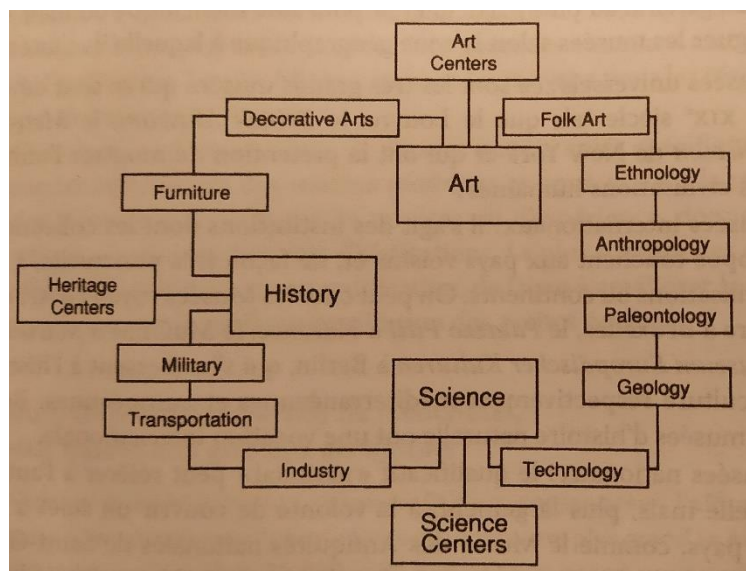 Art
Centers
Decorative Arts
Folk Art
Furniture
Art
Ethnology
Anthropology
Heritage
Centers
History
Paleontology
Military
Science
Geology
Transportation
Industry
Technology
Science
Centers